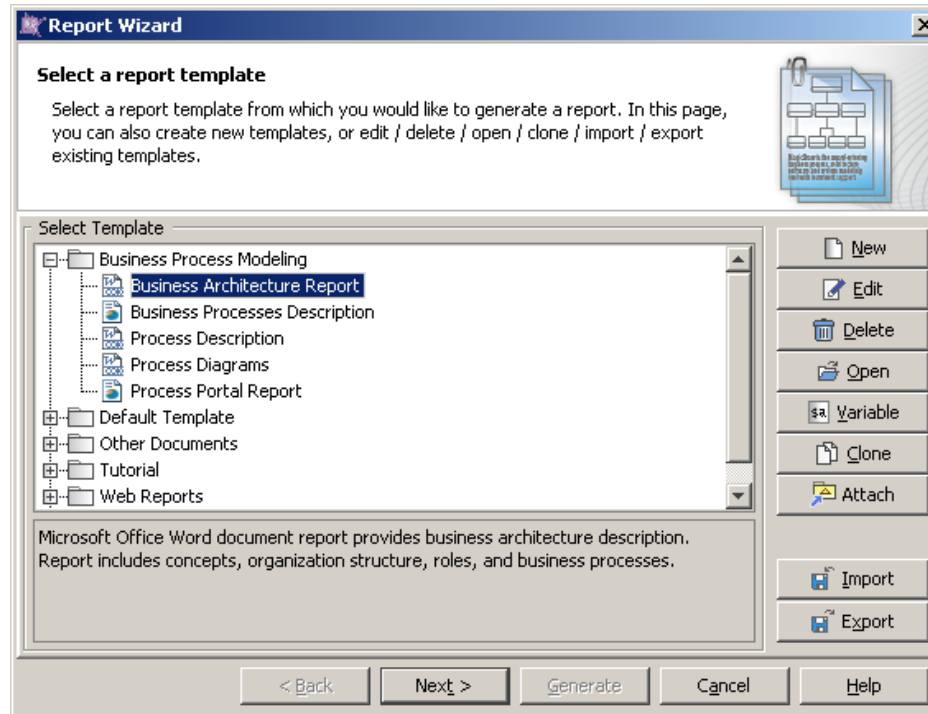 Report Wizard
Select a report template
Select a report template from which you would like to generate a report. In this page,
you can also create new templates, or edit / delete / open / clone / import / export
existing templates.
Select Template
Business Process Modeling
Business Architecture Report
Business Processes Description
Process Description
Process Diagrams
Process Portal Report
Default Template
Other Documents
Tutorial
Web Reports
New
Edit
Delete
Open
$a Variable
Clone
Attach
Import
Export
Microsoft Office Word document report provides business architecture description.
Report includes concepts, organization structure, roles, and business processes.
< Back
Next >
Generate
Cancel
Help